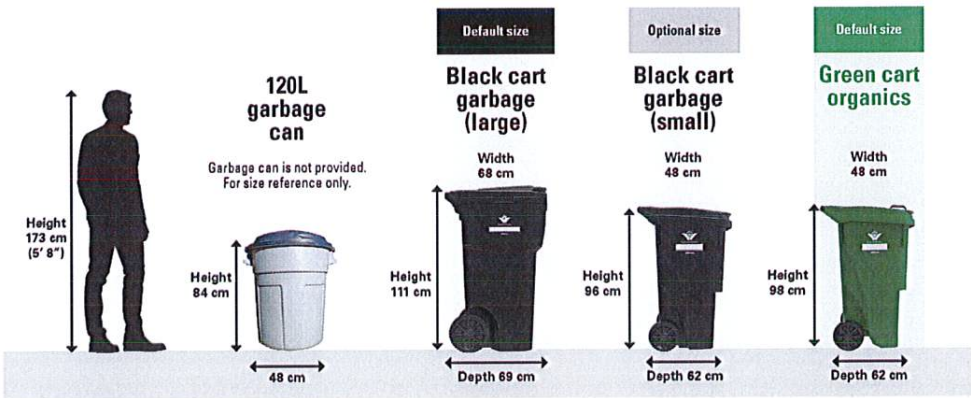 Default size
Optional size
Default size
120L
garbage
can
Garbage can is not provided.
For size reference only.
Black cart
garbage
(large)
Black cart
garbage
(small)
Green cart
organics
Width
68 cm
Width
48 cm
Width
48 cm
Height
173 cm
(5' 8")
Height
84 cm
Height
111 cm
Height
96 cm
Height
98 cm
48 cm
Depth 69 cm
Depth 62 cm
Depth 62 cm